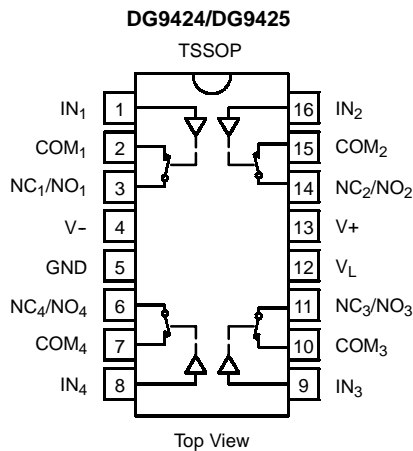 DG9424/DG9425
TSSOP
IN1 1 16 IN2
COM1 2 15 COM2
NC1/NO1 3 14 NC2/NO2
V- 4 13 V+
GND 5 12 VL
NC4/NO4 6 11 NC3/NO3
COM4 7 10 COM3
IN4 8 9 IN3
Top View